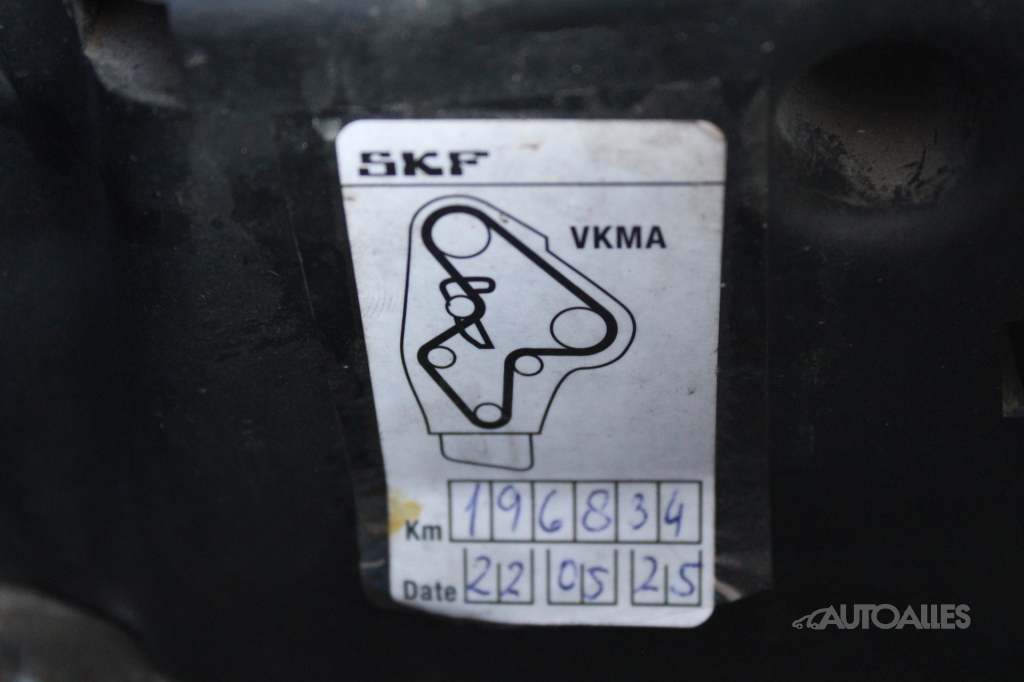 SKF
VKMA
Km 196834
Date 22 05 25
AUTOALLES